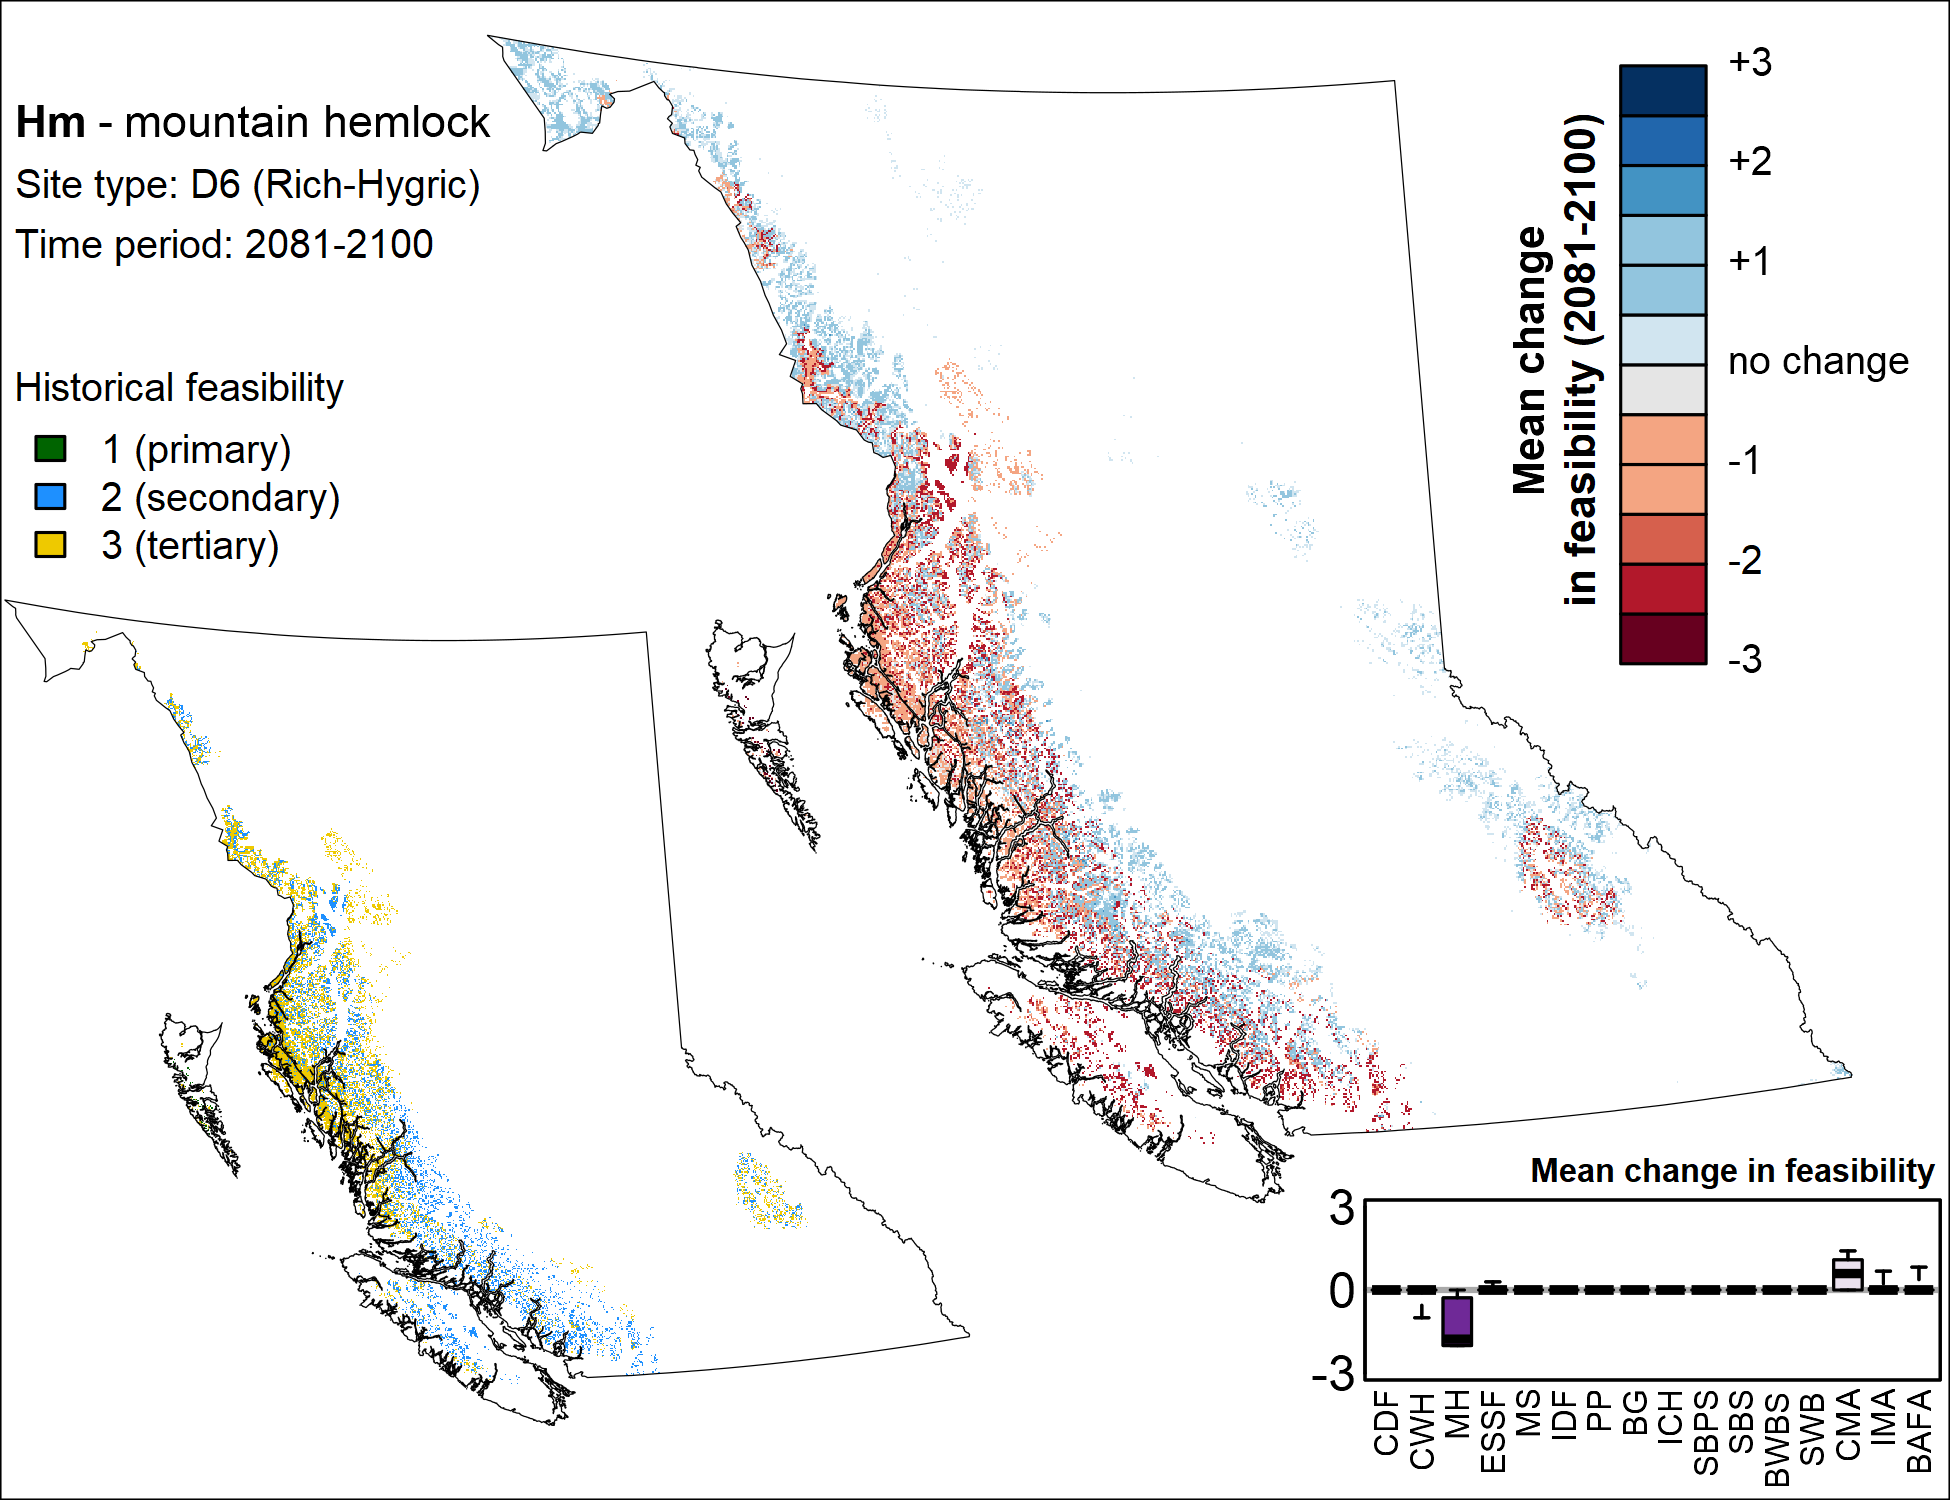 Hm - mountain hemlock
Site type: D6 (Rich-Hygric)
Time period: 2081-2100
Historical feasibility
1 (primary)
2 (secondary)
3 (tertiary)
Mean change
in feasibility (2081-2100)
+3
+2
+1
no change
-1
-2
-3
Mean change in feasibility
3
0
-3
CDF
CWH
MH
ESSF
MS
IDF
PP
BG
ICH
SBPS
SBS
BWBS
SWB
CMA
IMA
BAFA